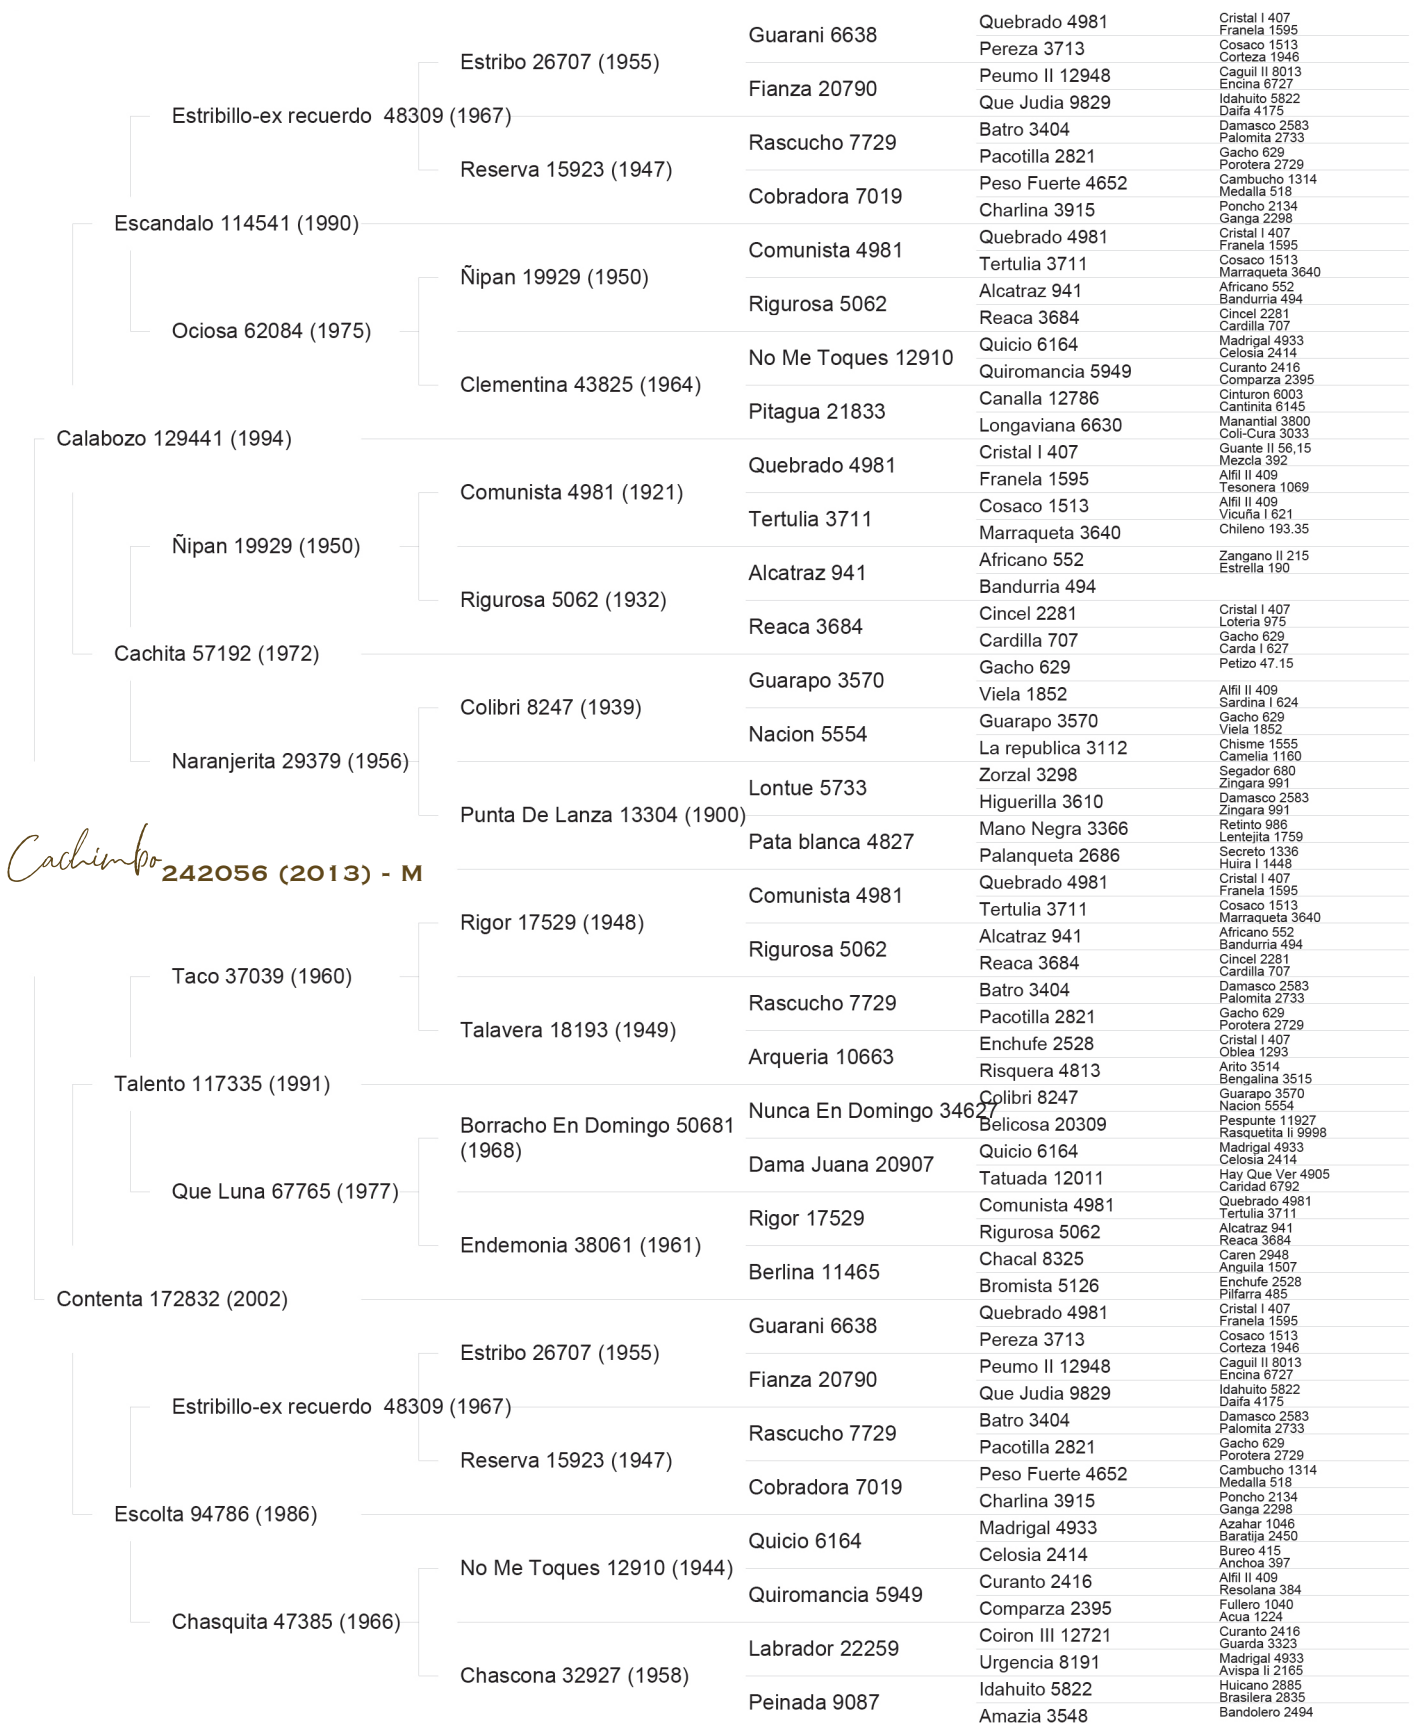 Quebrado 4981
Cristal I 407
Franela 1595
Guarani 6638
Pereza 3713
Cosaco 1513
Corteza 1946
Estribo 26707 (1955)
Peumo II 12948
Caguil II 8013
Encina 6727
Fianza 20790
Que Judia 9829
Idahuito 5822
Daifa 4175
Estribillo-ex recuerdo 48309 (1967)
Batro 3404
Damasco 2583
Palomita 2733
Rascucho 7729
Pacotilla 2821
Gacho 629
Porotera 2729
Reserva 15923 (1947)
Peso Fuerte 4652
Cambucho 1314
Medalla 518
Cobradora 7019
Charlina 3915
Poncho 2134
Ganga 2298
Escandalo 114541 (1990)
Quebrado 4981
Cristal I 407
Franela 1595
Comunista 4981
Tertulia 3711
Cosaco 1513
Marraqueta 3640
Ñipan 19929 (1950)
Alcatraz 941
Africano 552
Bandurria 494
Rigurosa 5062
Reaca 3684
Cincel 2281
Cardilla 707
Ociosa 62084 (1975)
Quicio 6164
Madrigal 4933
Celosia 2414
No Me Toques 12910
Quiromancia 5949
Curanto 2416
Comparza 2395
Clementina 43825 (1964)
Canalla 12786
Cinturon 6003
Cantinita 6145
Pitagua 21833
Longaviana 6630
Manantial 3800
Coli-Cura 3033
Calabozo 129441 (1994)
Cristal I 407
Guante II 56,15
Mezcla 392
Quebrado 4981
Franela 1595
Alfil II 409
Tesonera 1069
Comunista 4981 (1921)
Cosaco 1513
Alfil II 409
Vicuña I 621
Tertulia 3711
Marraqueta 3640
Chileno 193.35
Ñipan 19929 (1950)
Africano 552
Zangano II 215
Estrella 190
Alcatraz 941
Bandurria 494
Rigurosa 5062 (1932)
Cincel 2281
Cristal I 407
Loteria 975
Reaca 3684
Cardilla 707
Gacho 629
Carda I 627
Cachita 57192 (1972)
Gacho 629
Petizo 47.15
Guarapo 3570
Viela 1852
Alfil II 409
Sardina I 624
Colibri 8247 (1939)
Guarapo 3570
Gacho 629
Viela 1852
Nacion 5554
La republica 3112
Chisme 1555
Camelia 1160
Naranjerita 29379 (1956)
Zorzal 3298
Segador 680
Zingara 991
Lontue 5733
Higuerilla 3610
Damasco 2583
Zingara 991
Punta De Lanza 13304 (1900)
Mano Negra 3366
Retinto 986
Lentejita 1759
Pata blanca 4827
Palanqueta 2686
Secreto 1336
Huira I 1448
Cachimbo 242056 (2013) - M
Quebrado 4981
Cristal I 407
Franela 1595
Comunista 4981
Tertulia 3711
Cosaco 1513
Marraqueta 3640
Rigor 17529 (1948)
Alcatraz 941
Africano 552
Bandurria 494
Rigurosa 5062
Reaca 3684
Cincel 2281
Cardilla 707
Taco 37039 (1960)
Batro 3404
Damasco 2583
Palomita 2733
Rascucho 7729
Pacotilla 2821
Gacho 629
Porotera 2729
Talavera 18193 (1949)
Enchufe 2528
Cristal I 407
Oblea 1293
Arqueria 10663
Risquera 4813
Arito 3514
Bengalina 3515
Talento 117335 (1991)
Colibri 8247
Guarapo 3570
Nacion 5554
Nunca En Domingo 34627
Belicosa 20309
Pespunte 11927
Rasquetita Ii 9998
Borracho En Domingo 50681
(1968)
Quicio 6164
Madrigal 4933
Celosia 2414
Dama Juana 20907
Tatuada 12011
Hay Que Ver 4905
Caridad 6792
Que Luna 67765 (1977)
Comunista 4981
Quebrado 4981
Tertulia 3711
Rigor 17529
Rigurosa 5062
Alcatraz 941
Reaca 3684
Endemonia 38061 (1961)
Chacal 8325
Caren 2948
Anguila 1507
Berlina 11465
Bromista 5126
Enchufe 2528
Pilfarra 485
Contenta 172832 (2002)
Quebrado 4981
Cristal I 407
Franela 1595
Guarani 6638
Pereza 3713
Cosaco 1513
Corteza 1946
Estribo 26707 (1955)
Peumo II 12948
Caguil II 8013
Encina 6727
Fianza 20790
Que Judia 9829
Idahuito 5822
Daifa 4175
Estribillo-ex recuerdo 48309 (1967)
Batro 3404
Damasco 2583
Palomita 2733
Rascucho 7729
Pacotilla 2821
Gacho 629
Porotera 2729
Reserva 15923 (1947)
Peso Fuerte 4652
Cambucho 1314
Medalla 518
Cobradora 7019
Charlina 3915
Poncho 2134
Ganga 2298
Escolta 94786 (1986)
Madrigal 4933
Azahar 1046
Baratija 2450
Quicio 6164
Celosia 2414
Bureo 415
Anchoa 397
No Me Toques 12910 (1944)
Curanto 2416
Alfil II 409
Resolana 384
Quiromancia 5949
Comparza 2395
Fullero 1040
Acua 1224
Chasquita 47385 (1966)
Coiron III 12721
Curanto 2416
Guarda 3323
Labrador 22259
Urgencia 8191
Madrigal 4933
Avispa Ii 2165
Chascona 32927 (1958)
Idahuito 5822
Huicano 2885
Brasilera 2835
Peinada 9087
Amazia 3548
Bandolero 2494